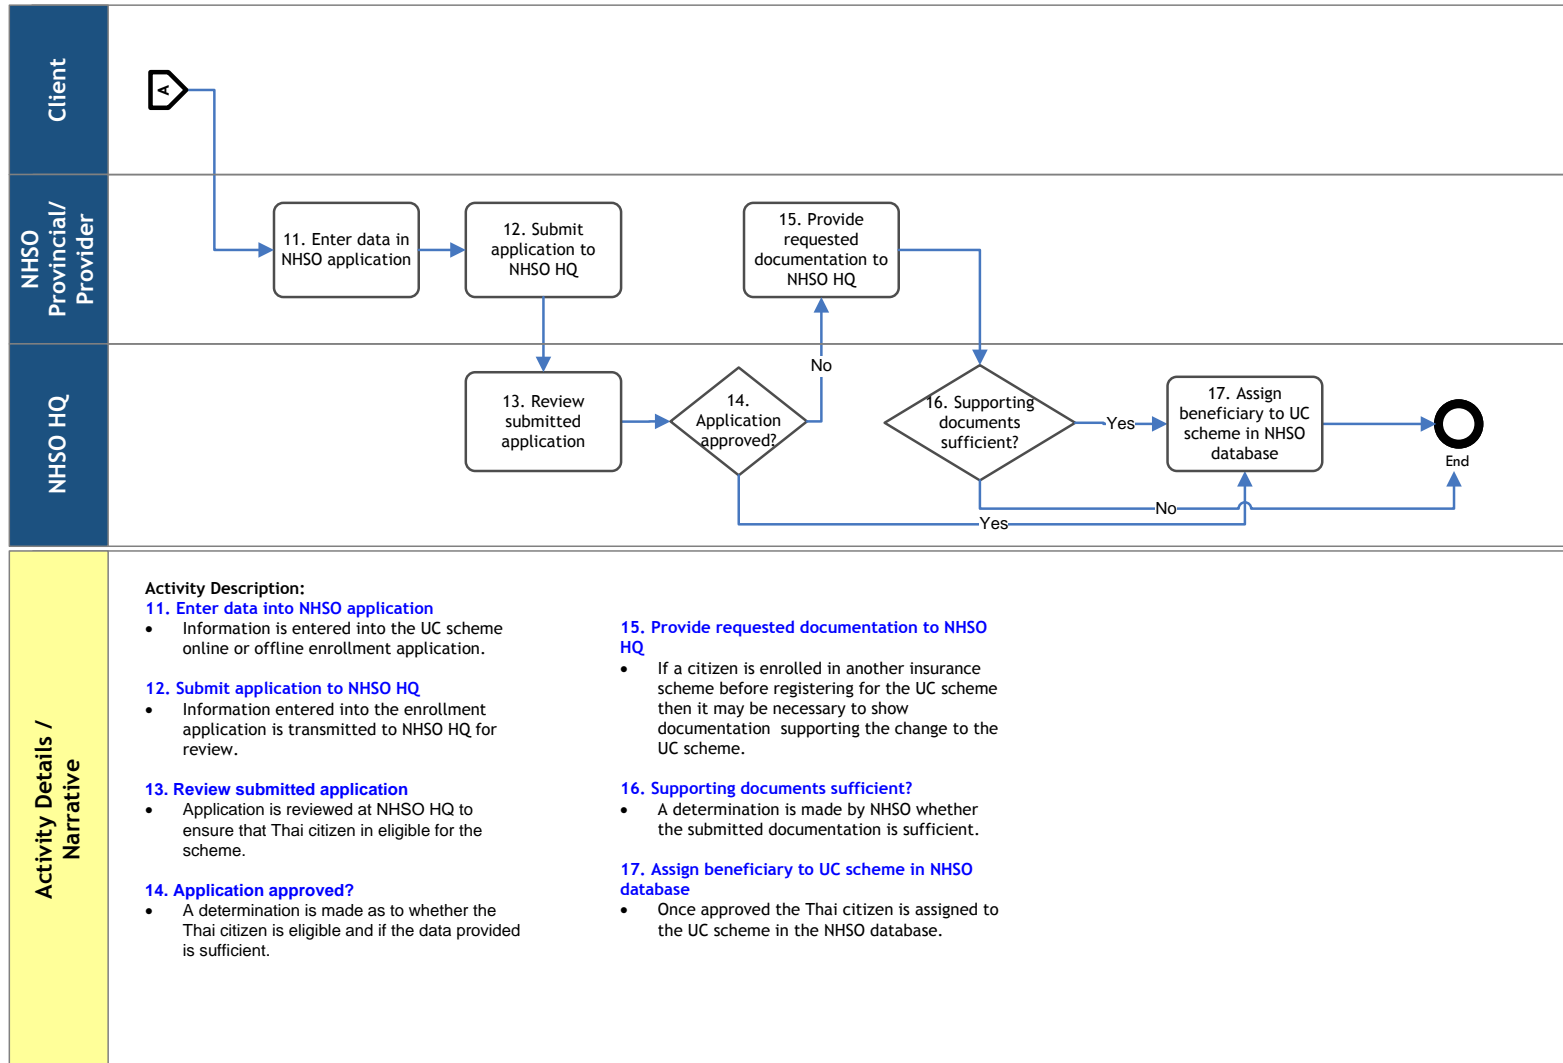 Client
A
NHSO
Provincial/
Provider
11. Enter data in
NHSO application
12. Submit
application to
NHSO HQ
15. Provide
requested
documentation to
NHSO HQ
NHSO HQ
13. Review
submitted
application
14.
Application
approved?
No
16. Supporting
documents
sufficient?
Yes
17. Assign
beneficiary to UC
scheme in NHSO
database
End
No
Yes
Activity Details /
Narrative
Activity Description:
11. Enter data into NHSO application
• Information is entered into the UC scheme
online or offline enrollment application.
12. Submit application to NHSO HQ
• Information entered into the enrollment
application is transmitted to NHSO HQ for
review.
13. Review submitted application
• Application is reviewed at NHSO HQ to
ensure that Thai citizen in eligible for the
scheme.
14. Application approved?
• A determination is made as to whether the
Thai citizen is eligible and if the data provided
is sufficient.
15. Provide requested documentation to NHSO
HQ
• If a citizen is enrolled in another insurance
scheme before registering for the UC scheme
then it may be necessary to show
documentation supporting the change to the
UC scheme.
16. Supporting documents sufficient?
• A determination is made by NHSO whether
the submitted documentation is sufficient.
17. Assign beneficiary to UC scheme in NHSO
database
• Once approved the Thai citizen is assigned to
the UC scheme in the NHSO database.